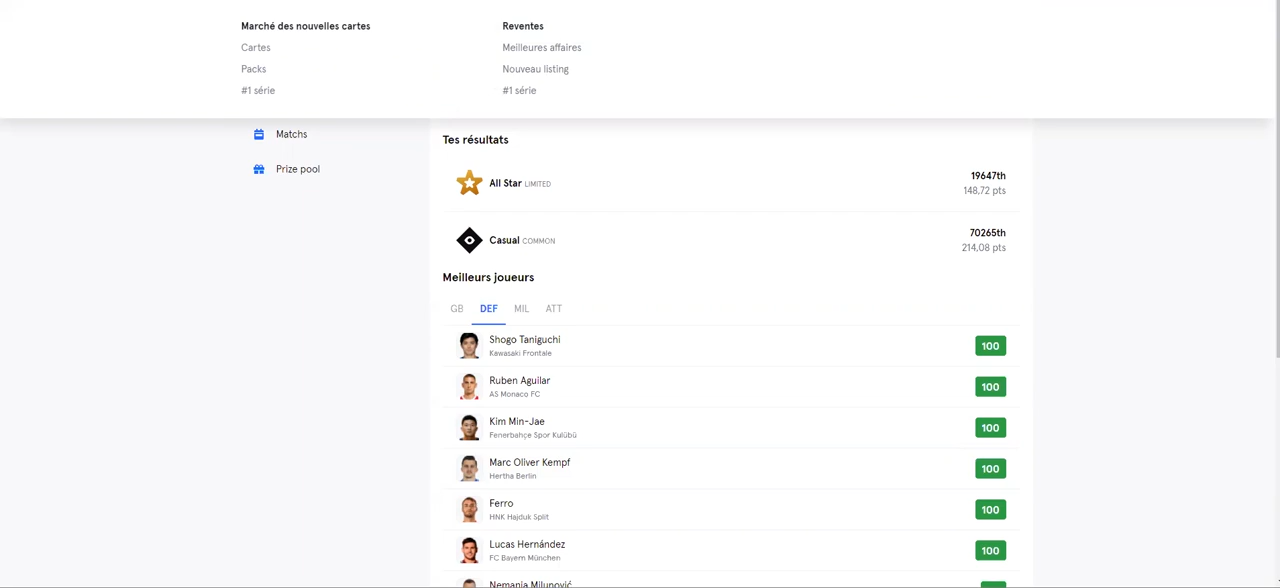 Marché des nouvelles cartes
Cartes
Packs
#1 série
Reventes
Meilleures affaires
Nouveau listing
#1 série
Matchs
Prize pool
Tes résultats
All Star LIMITED
19647th
148,72 pts
Casual COMMON
70265th
214,08 pts
Meilleurs joueurs
GB DEF MIL ATT
Shogo Taniguchi
Kawasaki Frontale
100
Ruben Aguilar
AS Monaco FC
100
Kim Min-Jae
Fenerbahçe Spor Kulübü
100
Marc Oliver Kempf
Hertha Berlin
100
Ferro
HNK Hajduk Split
100
Lucas Hernández
FC Bayern München
100
Nemanja Milunović